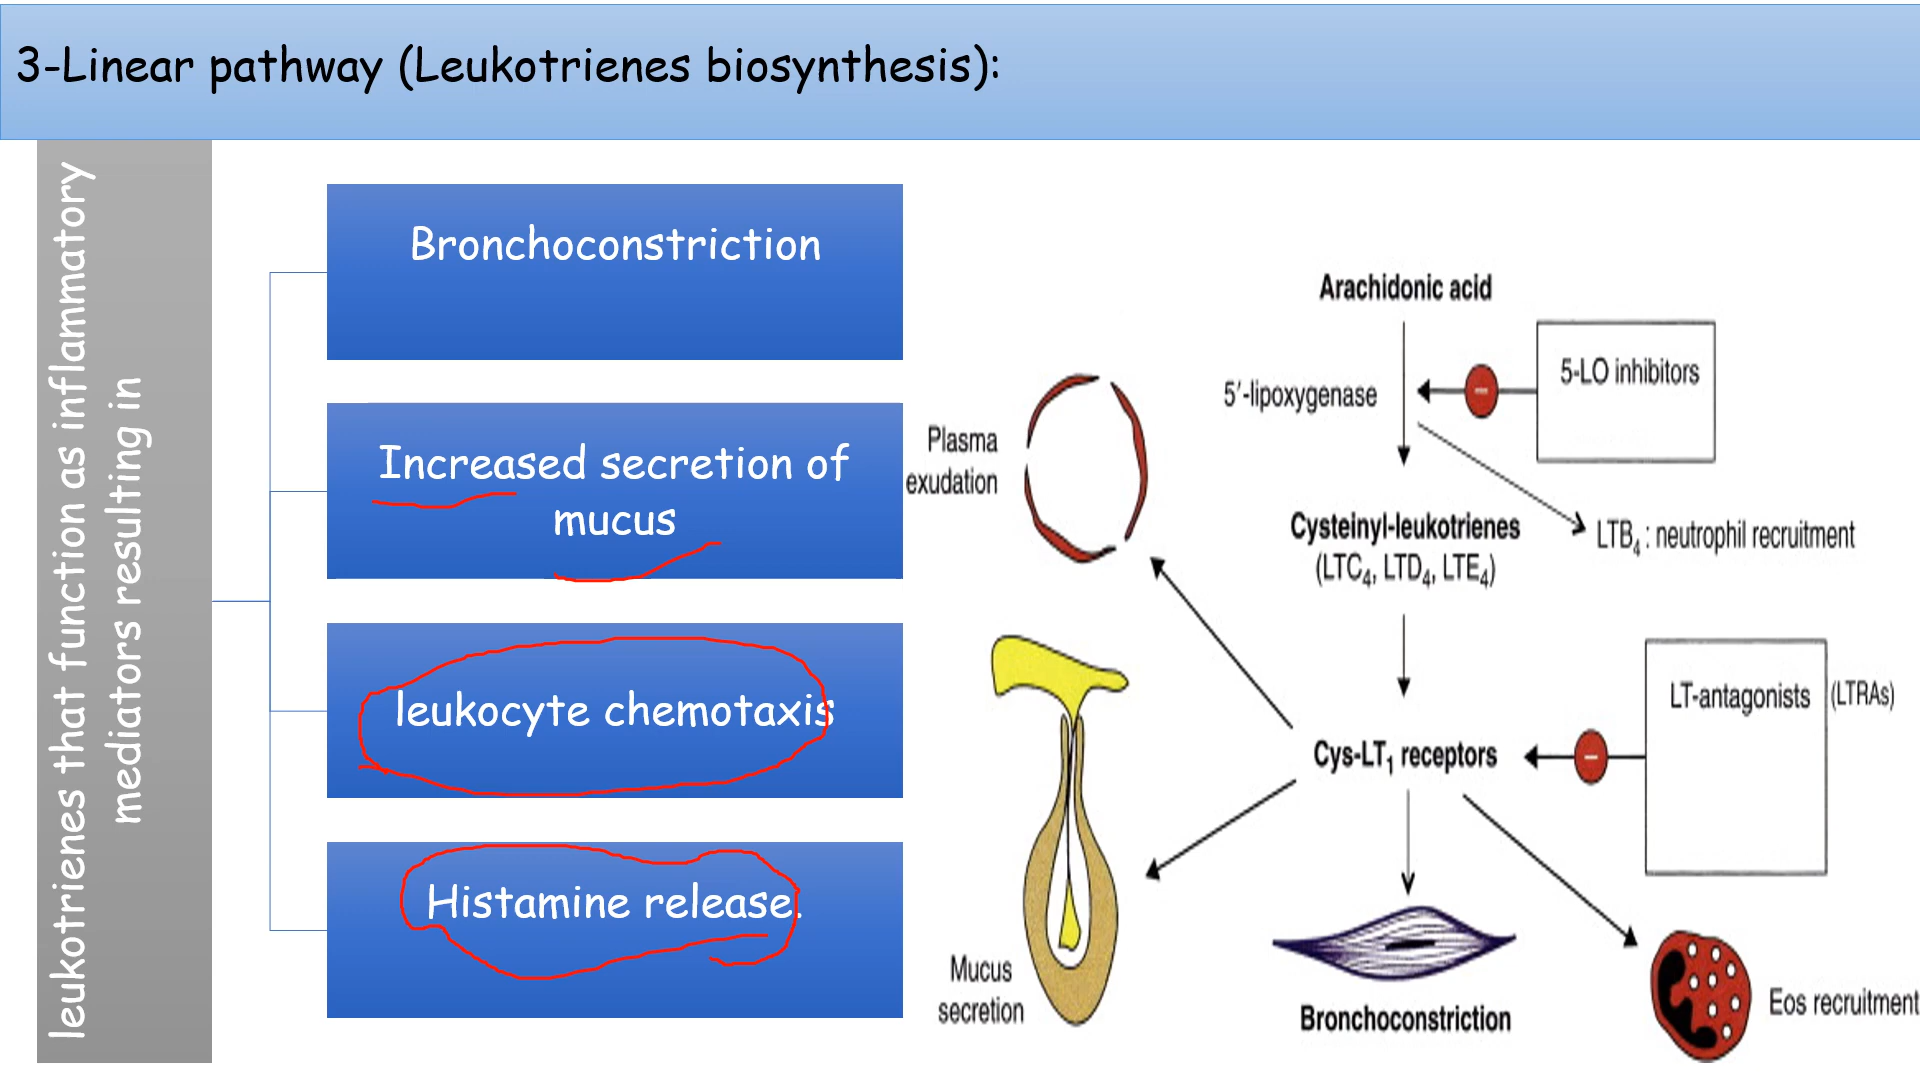 3-Linear pathway (Leukotrienes biosynthesis):
leukotrienes that function as inflammatory
mediators resulting in
Bronchoconstriction
Increased secretion of
mucus
leukocyte chemotaxis
Histamine release.
Arachidonic acid
5′-lipoxygenase
5-LO inhibitors
Plasma
exudation
Cysteinyl-leukotrienes
(LTC4, LTD4, LTE4)
LTB4 : neutrophil recruitment
LT-antagonists (LTRAs)
Cys-LT1 receptors
Mucus
secretion
Bronchoconstriction
Eos recruitment